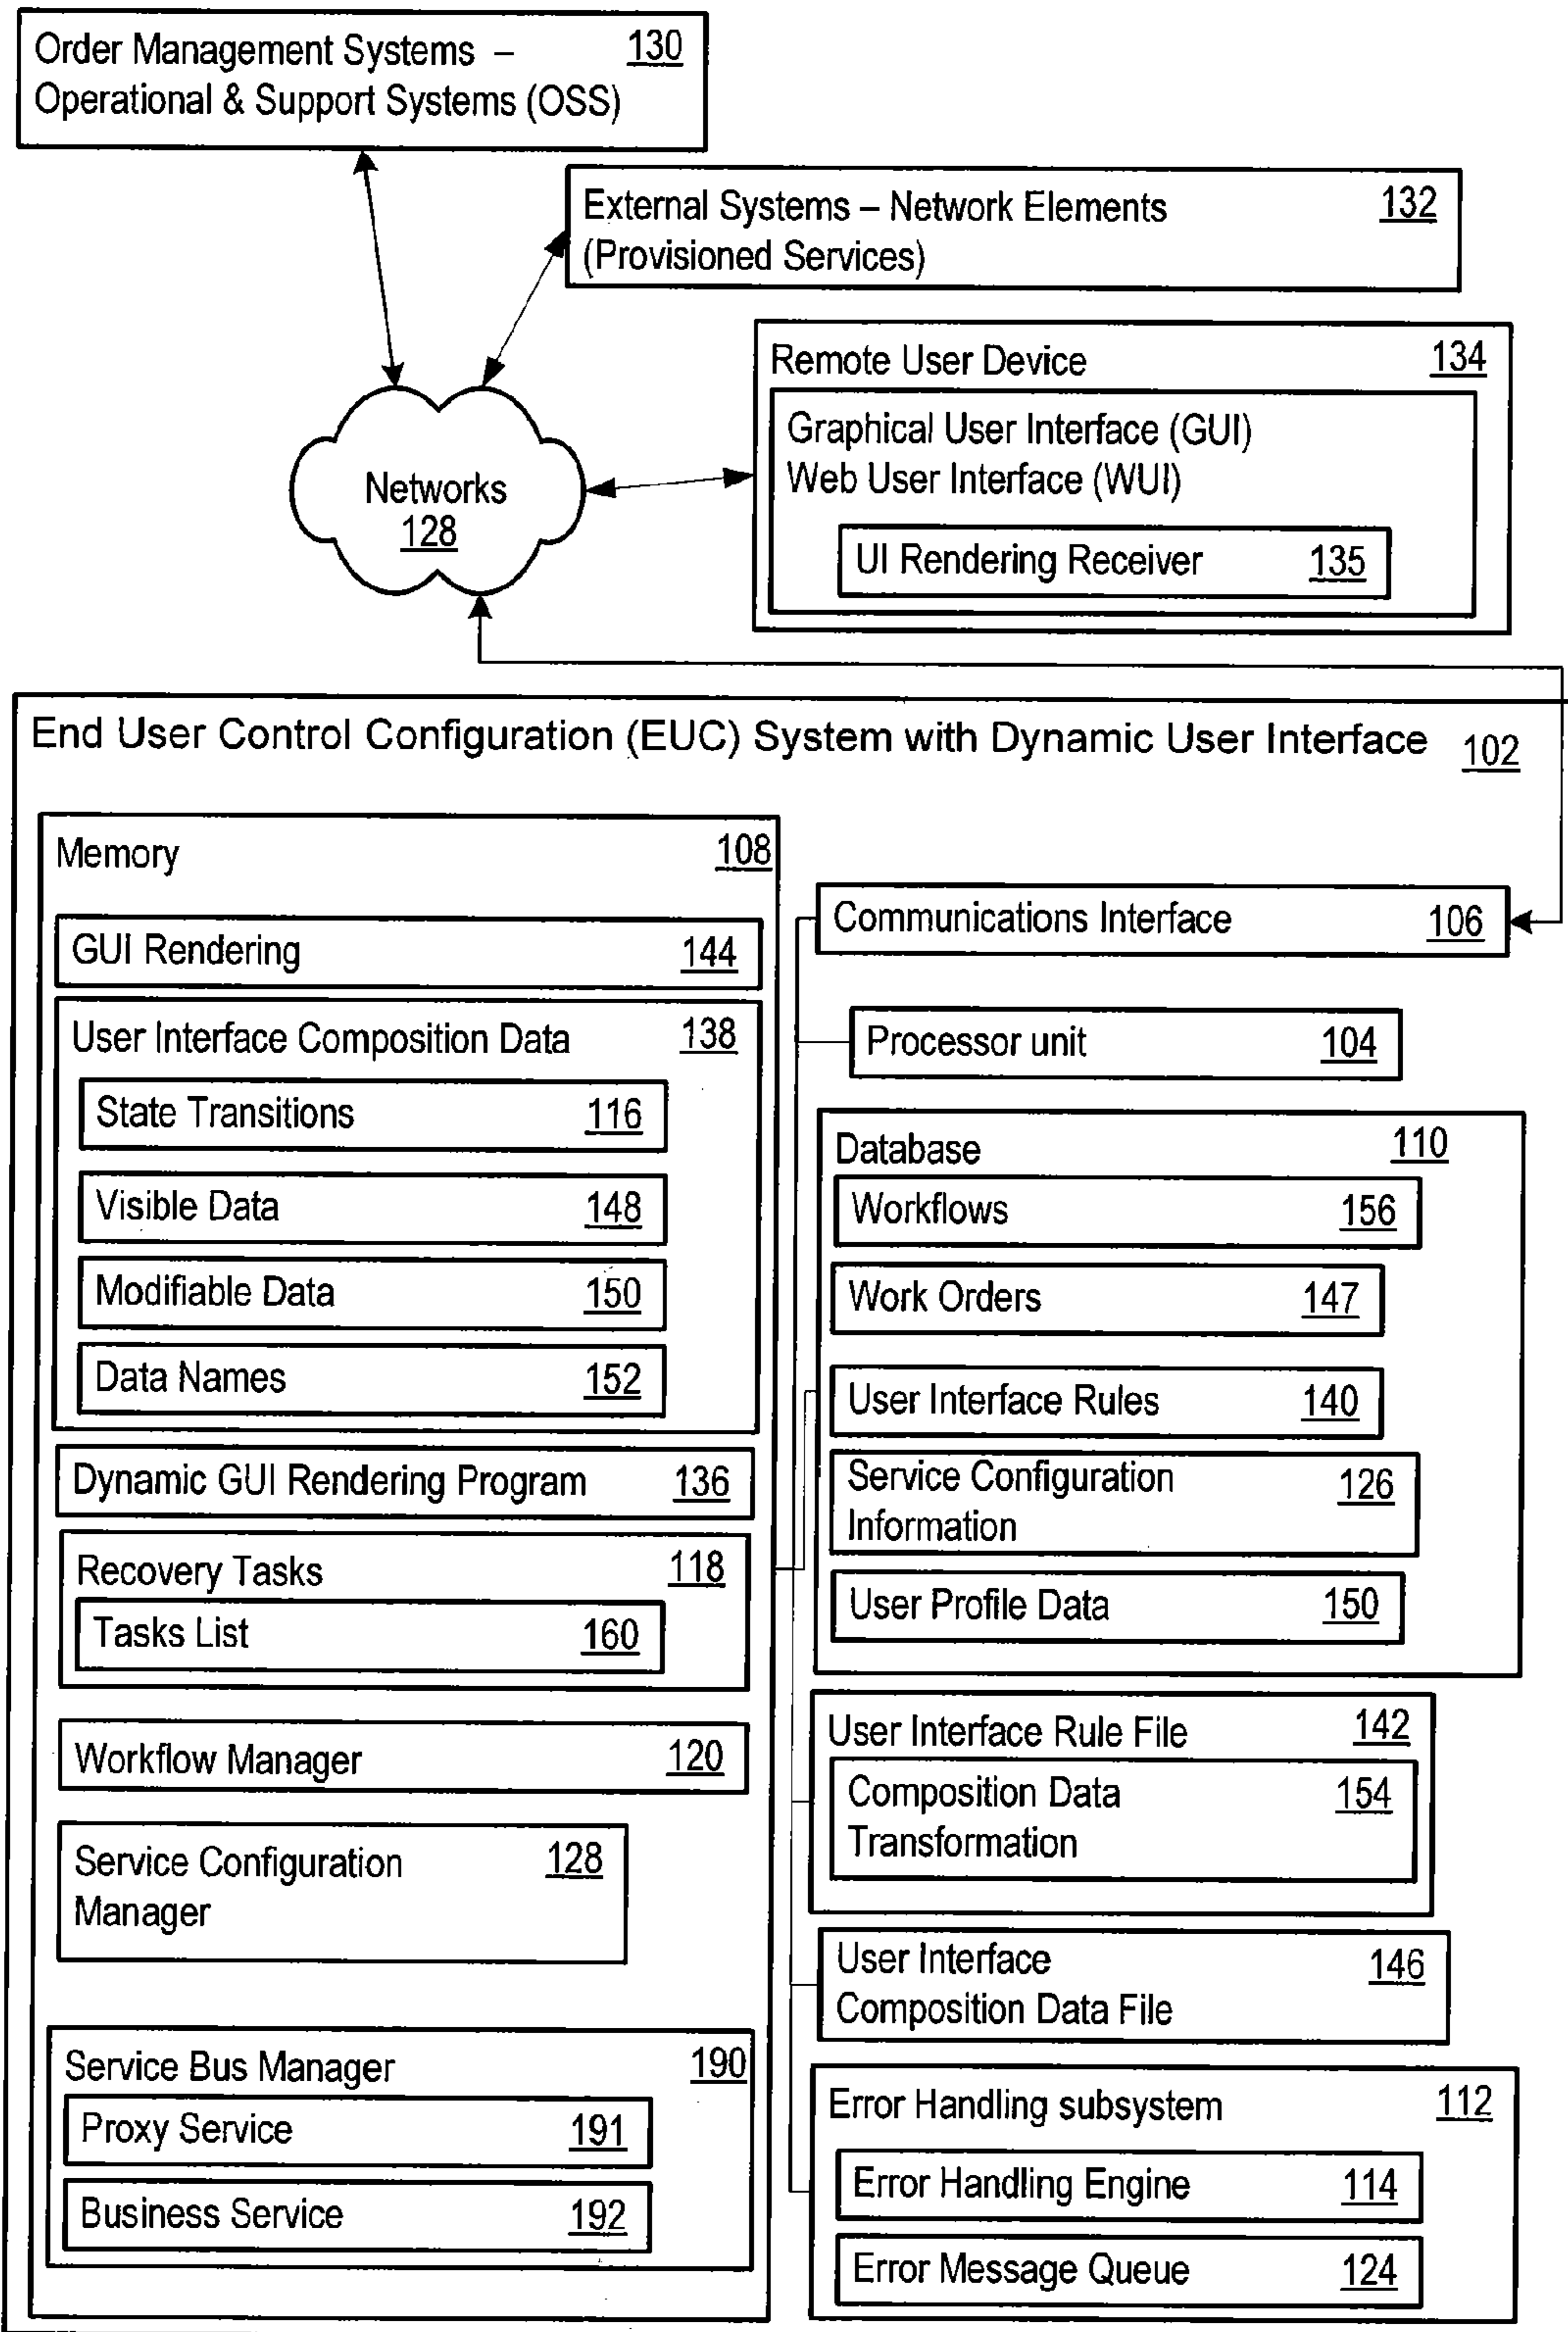 Order Management Systems – 130
Operational & Support Systems (OSS)
External Systems – Network Elements 132
(Provisioned Services)
Remote User Device 134
Graphical User Interface (GUI)
Web User Interface (WUI)
UI Rendering Receiver 135
Networks
128
End User Control Configuration (EUC) System with Dynamic User Interface 102
Memory 108
GUI Rendering 144
User Interface Composition Data 138
State Transitions 116
Visible Data 148
Modifiable Data 150
Data Names 152
Dynamic GUI Rendering Program 136
Recovery Tasks 118
Tasks List 160
Workflow Manager 120
Service Configuration 128
Manager
Service Bus Manager 190
Proxy Service 191
Business Service 192
Communications Interface 106
Processor unit 104
Database 110
Workflows 156
Work Orders 147
User Interface Rules 140
Service Configuration 126
Information
User Profile Data 150
User Interface Rule File 142
Composition Data 154
Transformation
User Interface 146
Composition Data File
Error Handling subsystem 112
Error Handling Engine 114
Error Message Queue 124